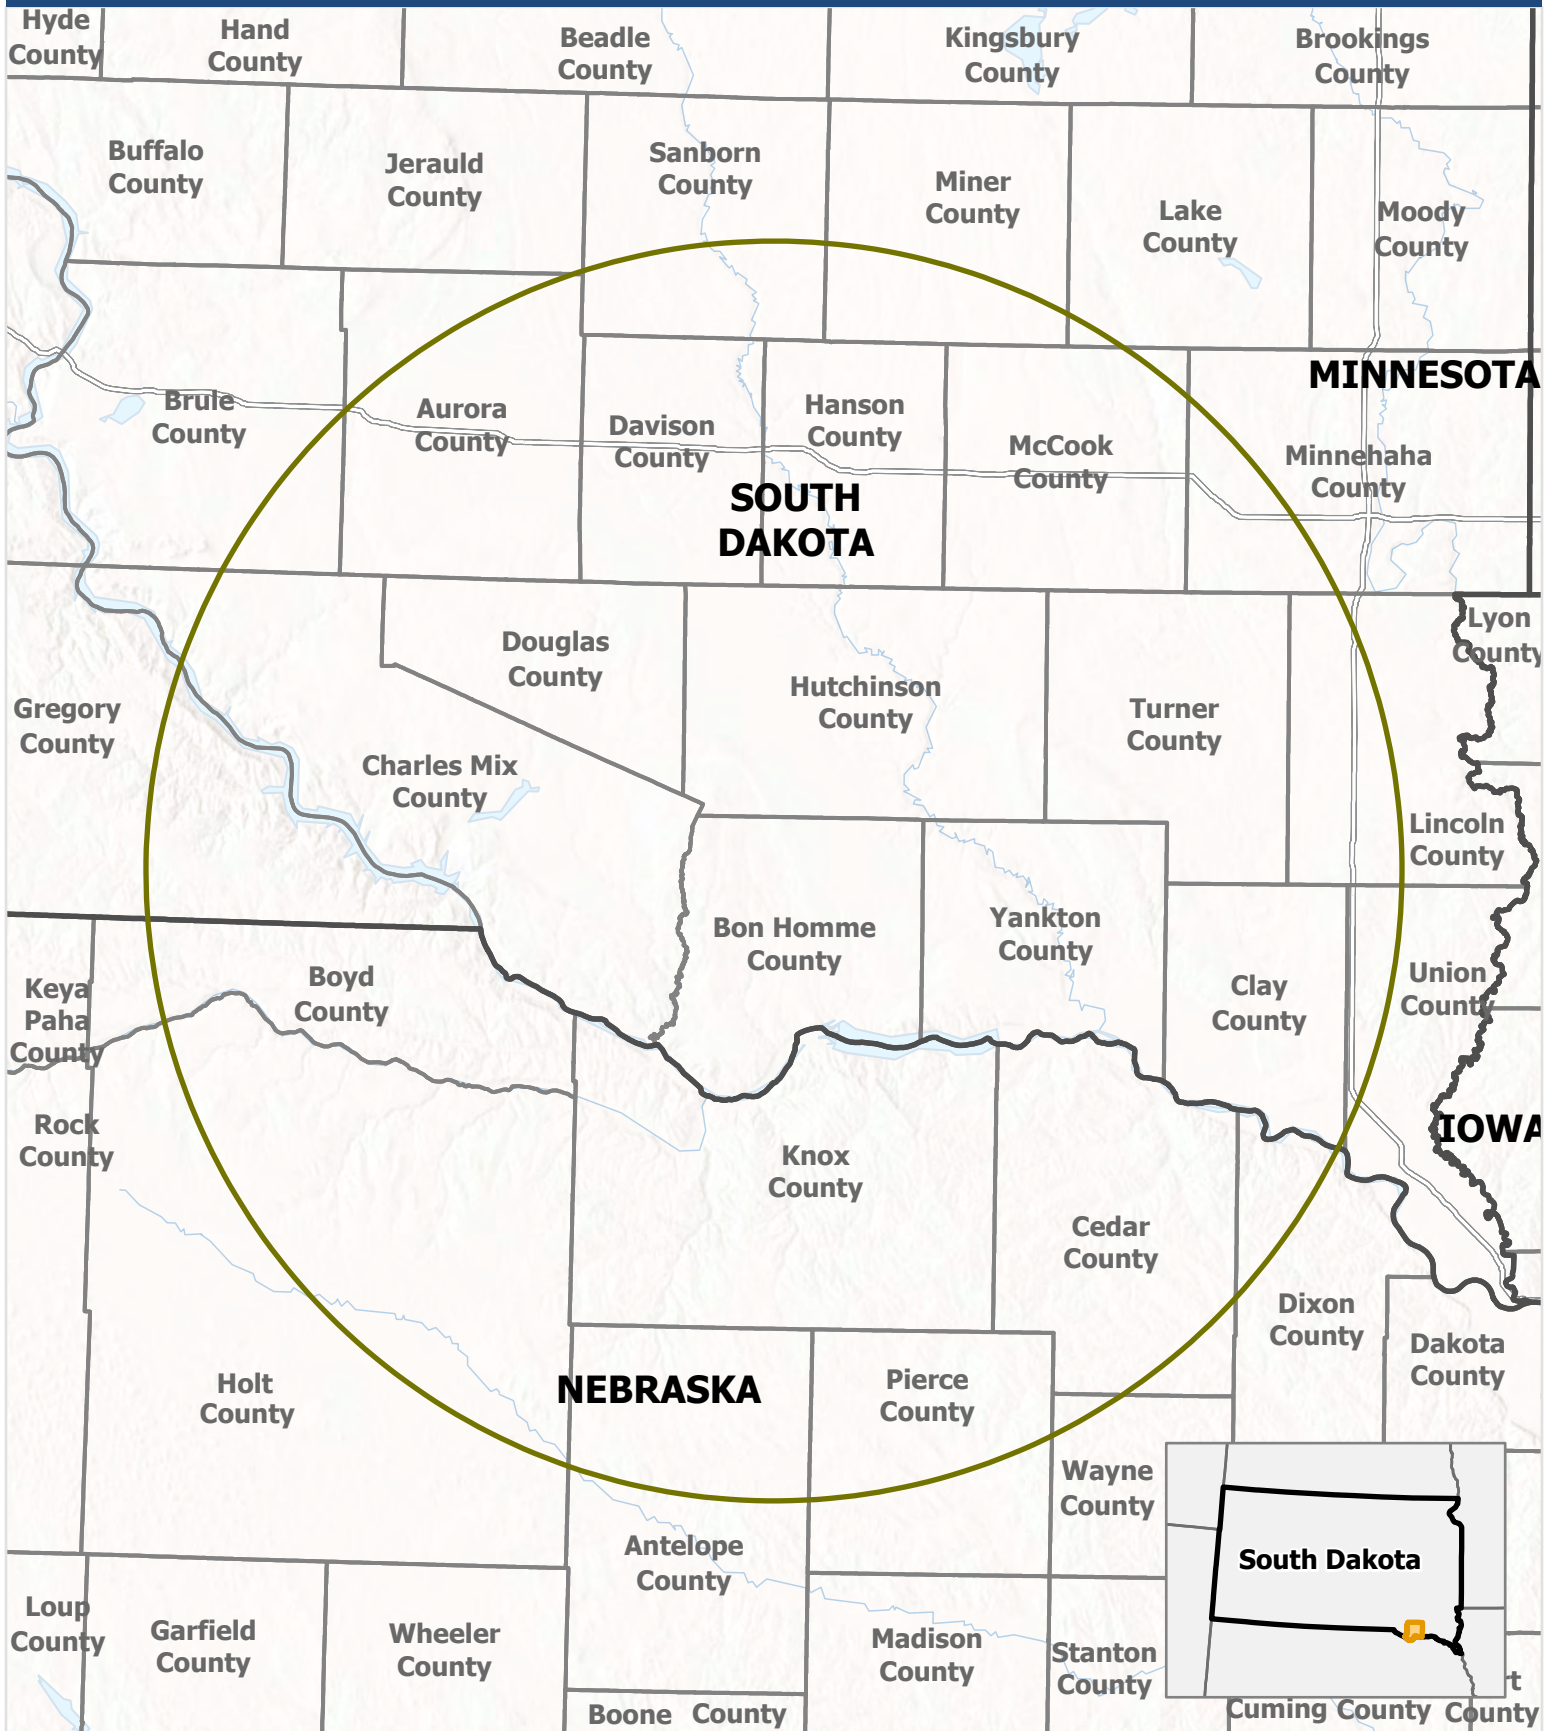 Hyde
County
Hand
County
Beadle
County
Kingsbury
County
Brookings
County
Buffalo
County
Jerauld
County
Sanborn
County
Miner
County
Lake
County
Moody
County
MINNESOTA
Brule
County
Aurora
County
Davison
County
Hanson
County
McCook
County
Minnehaha
County
SOUTH
DAKOTA
Lyon
County
Douglas
County
Hutchinson
County
Turner
County
Gregory
County
Charles Mix
County
Lincoln
County
Bon Homme
County
Yankton
County
Clay
County
Union
County
Keya
Paha
County
Boyd
County
Rock
County
IOWA
Knox
County
Cedar
County
Dixon
County
Dakota
County
Holt
County
NEBRASKA
Pierce
County
Wayne
County
Antelope
County
South Dakota
Loup
County
Garfield
County
Wheeler
County
Madison
County
Stanton
County
Boone County
Cuming County
t
County